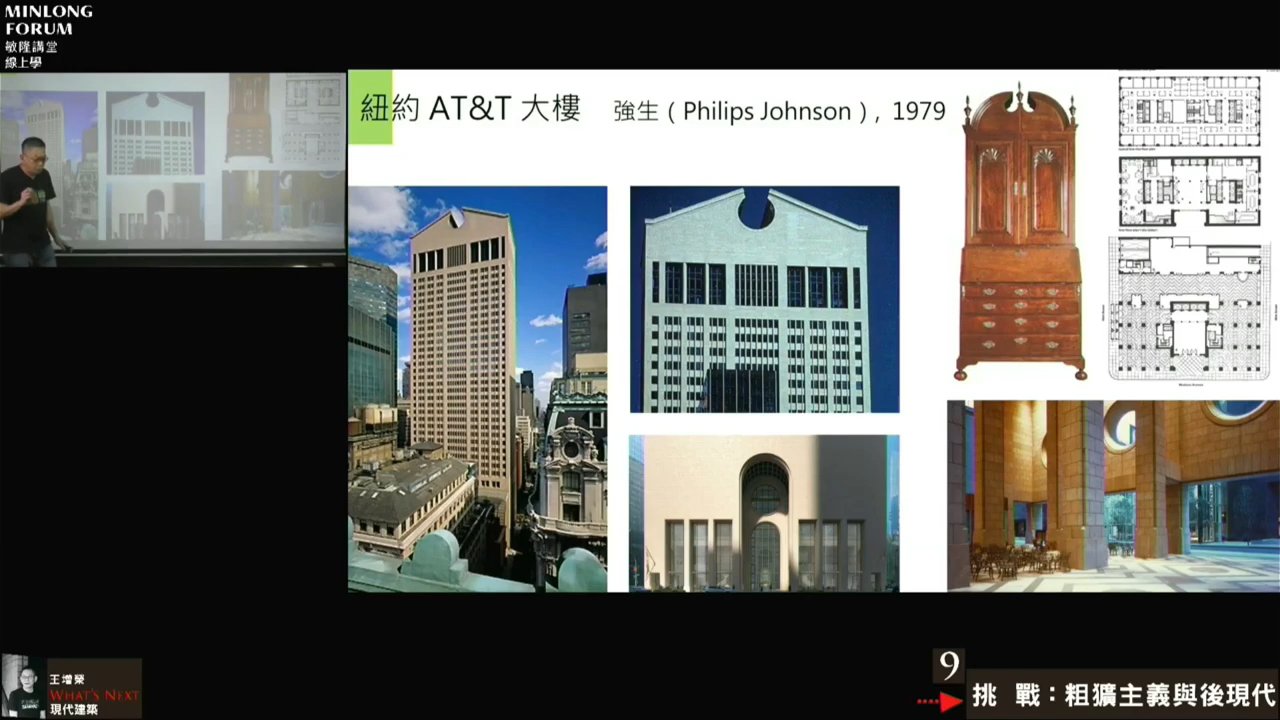 MINLONG
FORUM
敏隆講堂
線上學
紐約 AT&T 大樓 強生 ( Philips Johnson ) , 1979
王增榮
WHAT'S NEXT
現代建築
9
挑 戰：粗獷主義與後現代